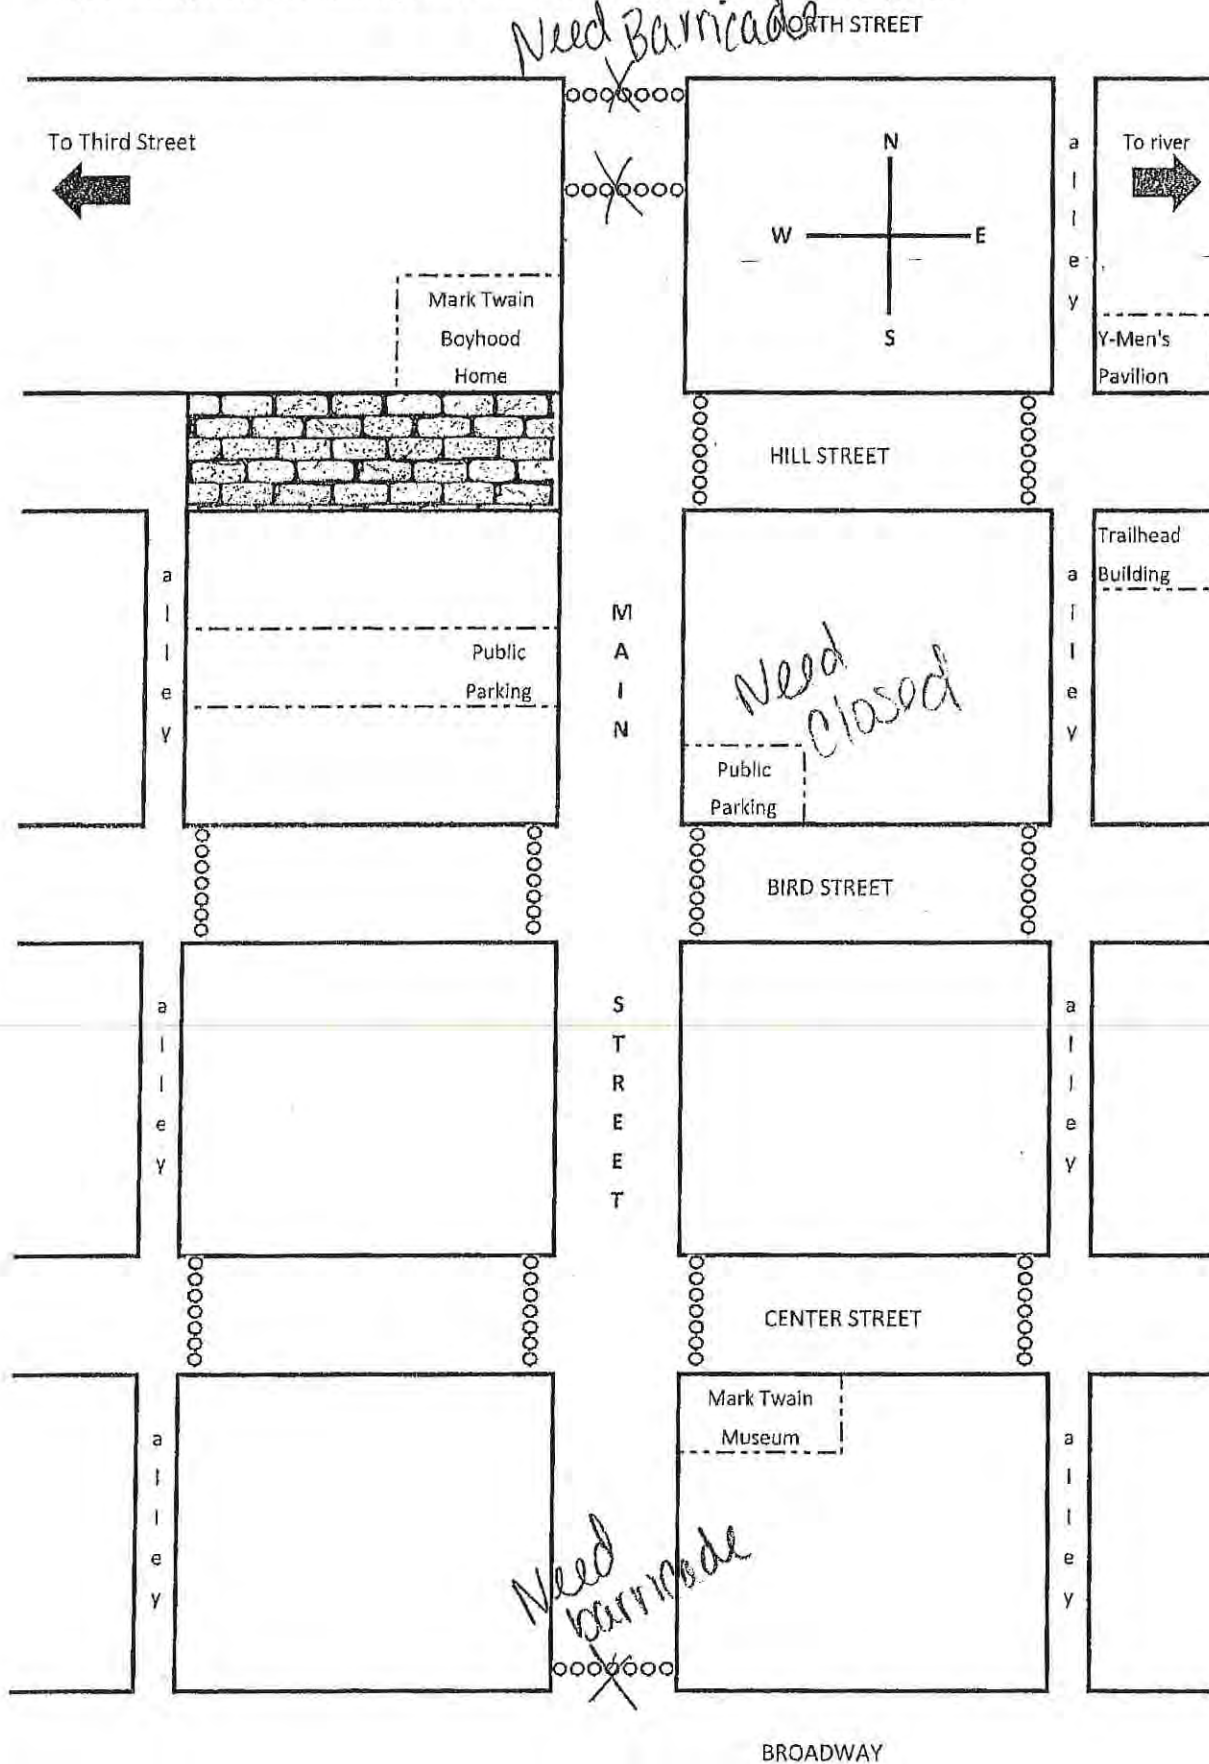 Need Barricade
NORTH STREET
To Third Street
N
W E
S
a
l
l
e
y
To river
Mark Twain
Boyhood
Home
Y-Men's
Pavilion
HILL STREET
Trailhead
Building
a
l
l
e
y
Public
Parking
M
A
I
N
Need
Closed
Public
Parking
a
l
l
e
y
BIRD STREET
a
l
l
e
y
S
T
R
E
E
T
a
l
l
e
y
CENTER STREET
Mark Twain
Museum
a
l
l
e
y
Need
barricade
a
l
l
e
y
BROADWAY